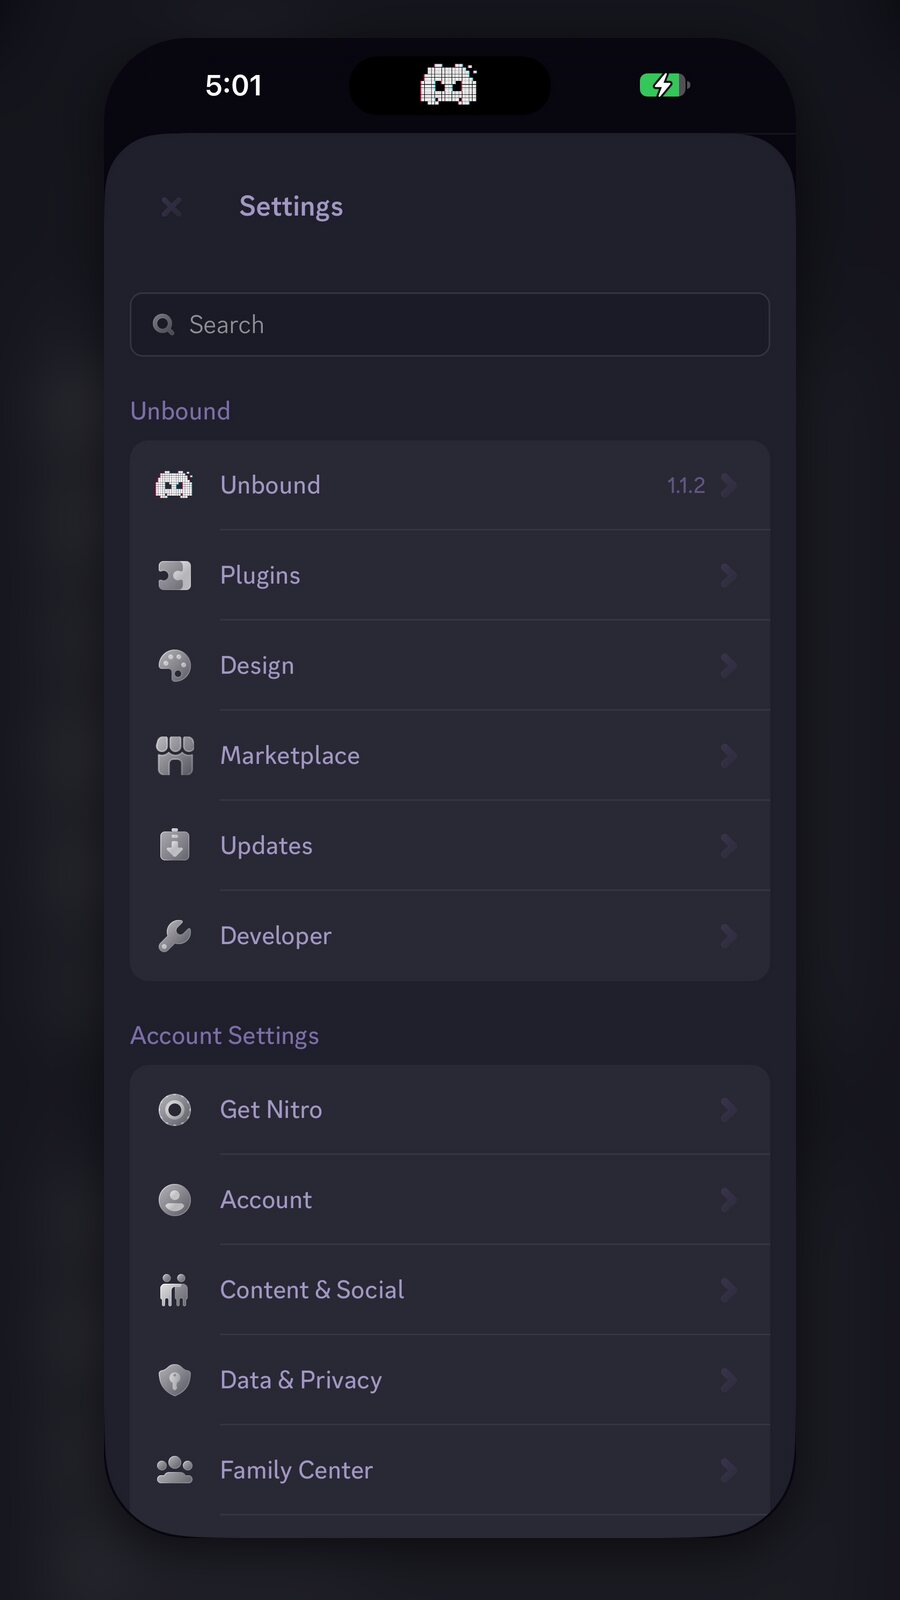 5:01
Settings
Search
Unbound
Unbound 1.1.2
Plugins
Design
Marketplace
Updates
Developer
Account Settings
Get Nitro
Account
Content & Social
Data & Privacy
Family Center